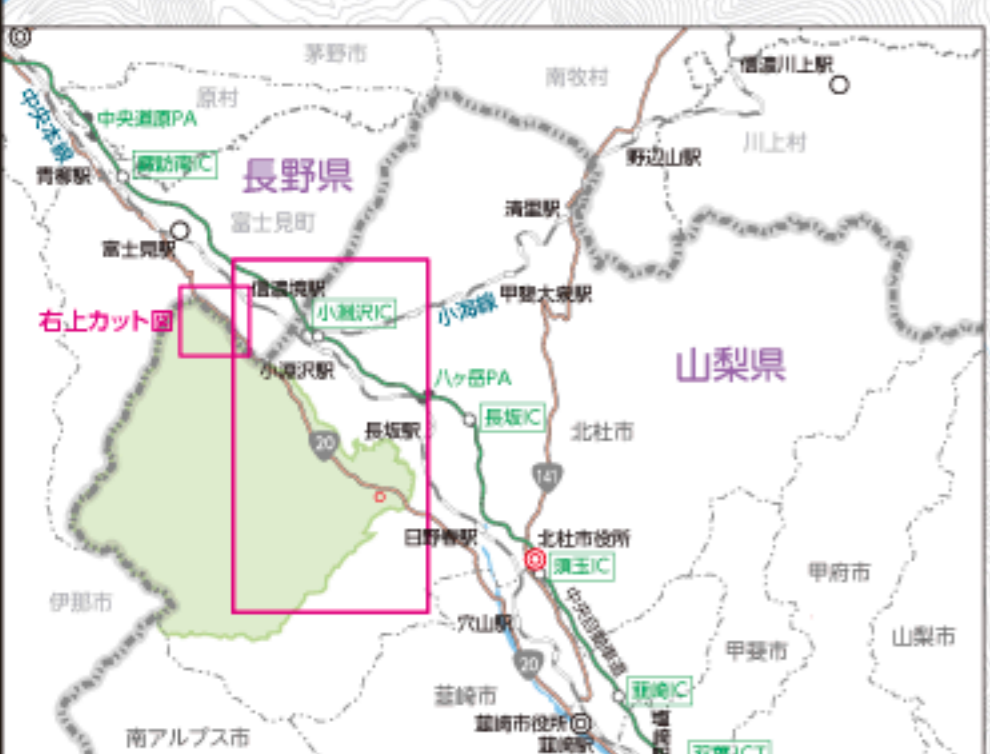 茅野市
南牧村
信濃川上駅
原村
中央本線
中央道原PA
川上村
諏訪南IC
野辺山駅
青柳駅
長野県
富士見町
清里駅
富士見駅
信濃境駅
甲斐大泉駅
小淵沢IC
小海線
右上カット図
山梨県
小淵沢駅
八ヶ岳PA
長坂IC
長坂駅
北杜市
20
141
日野春駅
北杜市役所
須玉IC
甲府市
伊那市
中央自動車道
穴山駅
山梨市
甲斐市
20
韮崎市
韮崎IC
南アルプス市
韮崎市役所
韮崎駅